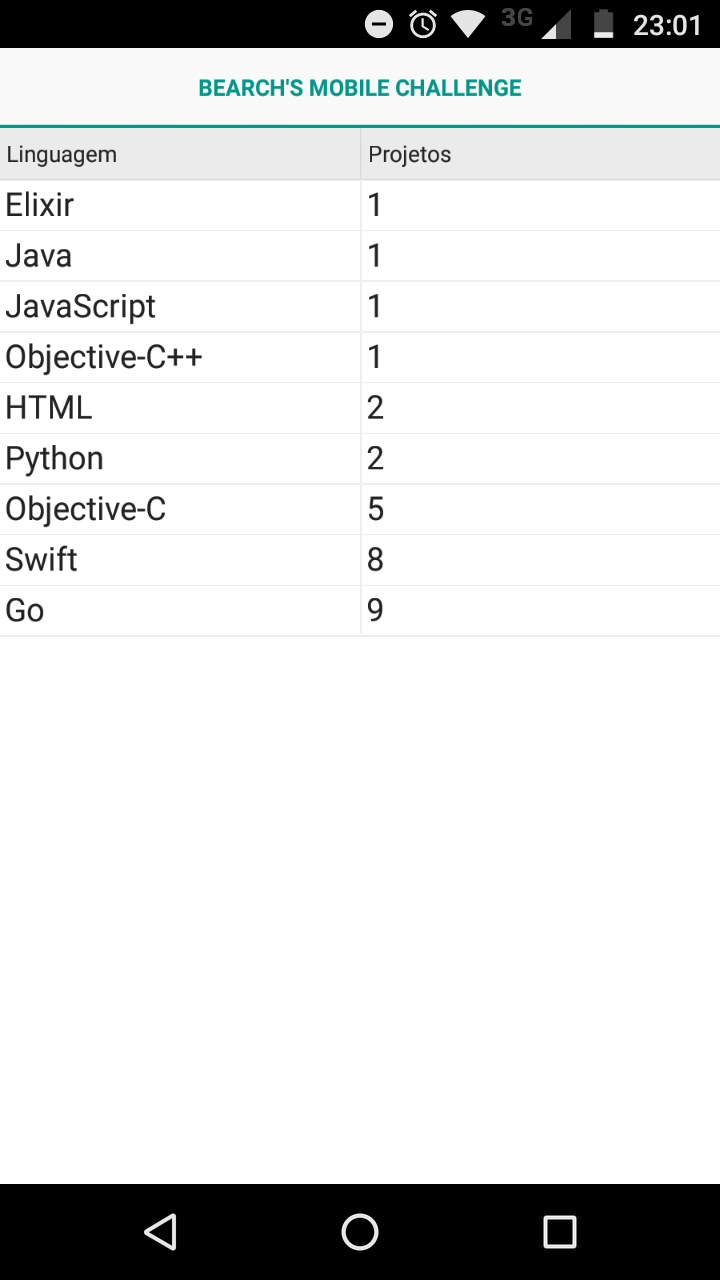 3G 23:01
BEARCH'S MOBILE CHALLENGE
Linguagem Projetos
Elixir 1
Java 1
JavaScript 1
Objective-C++ 1
HTML 2
Python 2
Objective-C 5
Swift 8
Go 9